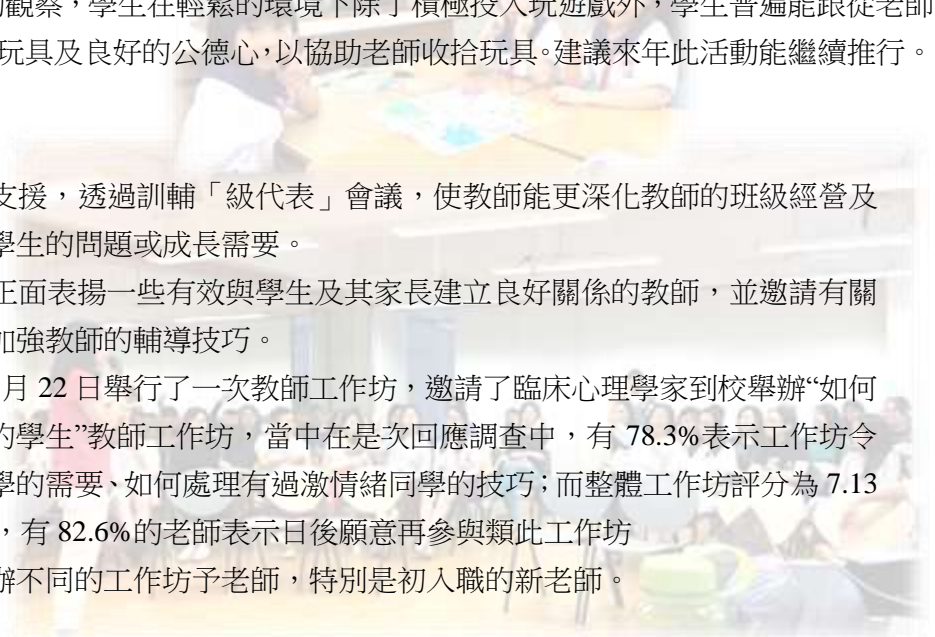 觀察，學生在輕鬆的環境下除了積極投入玩遊戲外，學生普遍能跟從老師
玩具及良好的公德心，以協助老師收拾玩具。建議來年此活動能繼續推行。
支援，透過訓輔「級代表」會議，使教師能更深化教師的班級經營及
學生的問題或成長需要。
正面表揚一些有效與學生及其家長建立良好關係的教師，並邀請有關
加強教師的輔導技巧。
月 22 日舉行了一次教師工作坊，邀請了臨床心理學家到校舉辦“如何
的學生”教師工作坊，當中在是次回應調查中，有 78.3%表示工作坊令
學的需要、如何處理有過激情緒同學的技巧；而整體工作坊評分為 7.13
，有 82.6%的老師表示日後願意再參與類此工作坊
辦不同的工作坊予老師，特別是初入職的新老師。